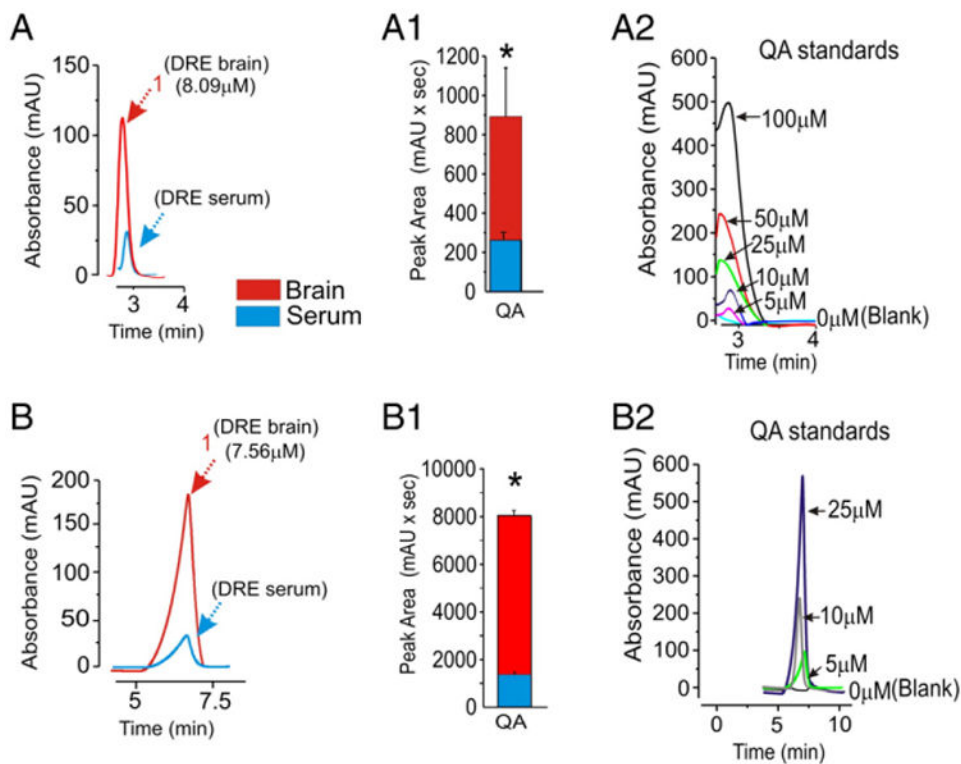 A
Absorbance (mAU)
150
100
50
0
1 (DRE brain)
(8.09μM)
(DRE serum)
3 4
Time (min)
Brain
Serum
A1
Peak Area (mAU x sec)
1200
1000
800
600
400
200
0
*
QA
A2
QA standards
Absorbance (mAU)
600
500
400
300
200
100
0
100μM
50μM
25μM
10μM
5μM
0μM(Blank)
3 4
Time (min)
B
Absorbance (mAU)
200
150
100
50
0
1 (DRE brain)
(7.56μM)
(DRE serum)
5 7.5
Time (min)
B1
Peak Area (mAU x sec)
10000
8000
6000
4000
2000
0
*
QA
B2
QA standards
Absorbance (mAU)
600
500
400
300
200
100
0
25μM
10μM
5μM
0μM(Blank)
0 5 10
Time (min)